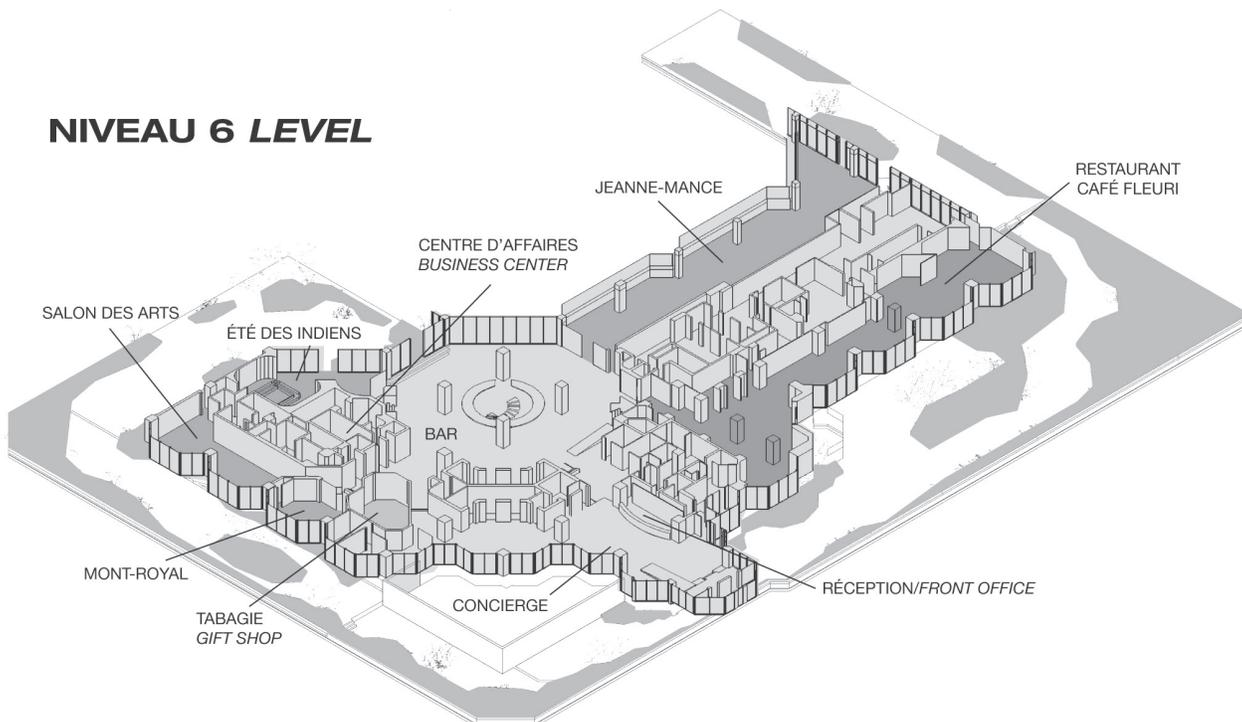 NIVEAU 6 LEVEL
JEANNE-MANCE
RESTAURANT
CAFÉ FLEURI
CENTRE D'AFFAIRES
BUSINESS CENTER
SALON DES ARTS
ÉTÉ DES INDIENS
BAR
MONT-ROYAL
TABAGIE
GIFT SHOP
CONCIERGE
RÉCEPTION/FRONT OFFICE